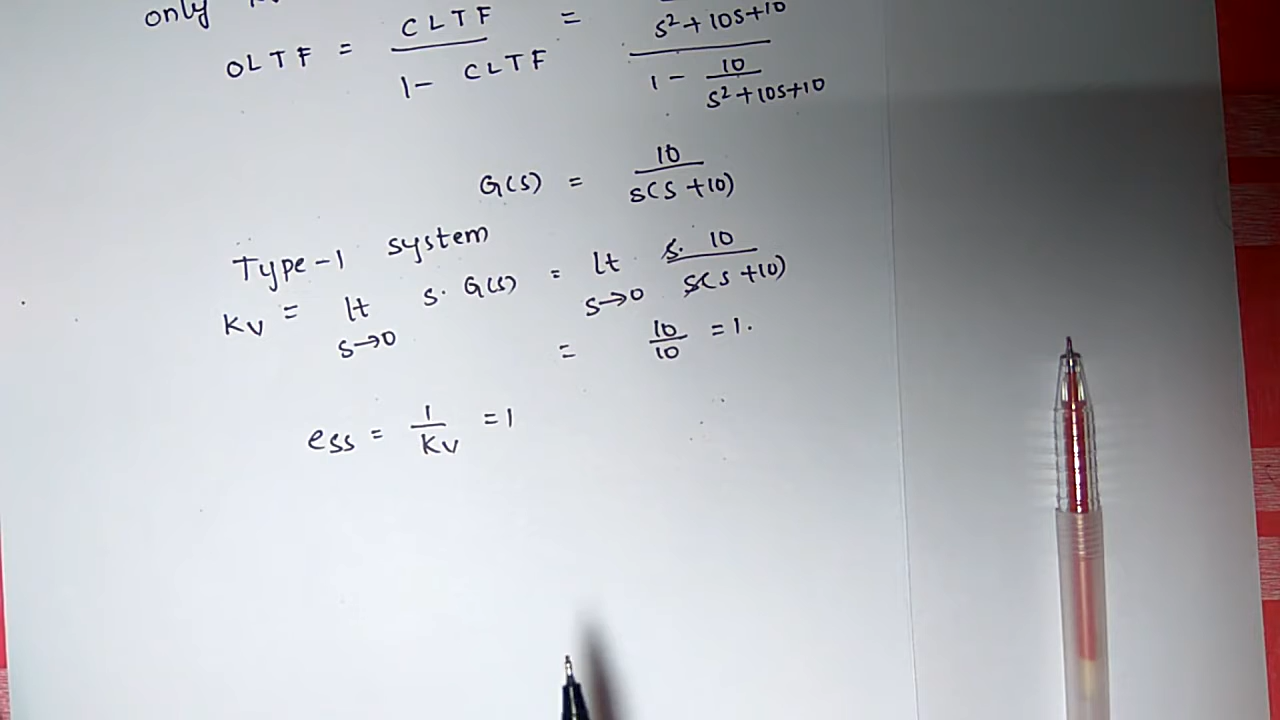 only
OLTF = CLTF / 1 - CLTF = / s²+10s+10 / 1 - 10 / s²+10s+10
G(s) = 10 / s(s+10)
Type-1 system
Kv = lt s→0 s. G(s) = lt s→0 s. 10 / s(s+10)
= 10/10 = 1.
ess = 1/Kv = 1